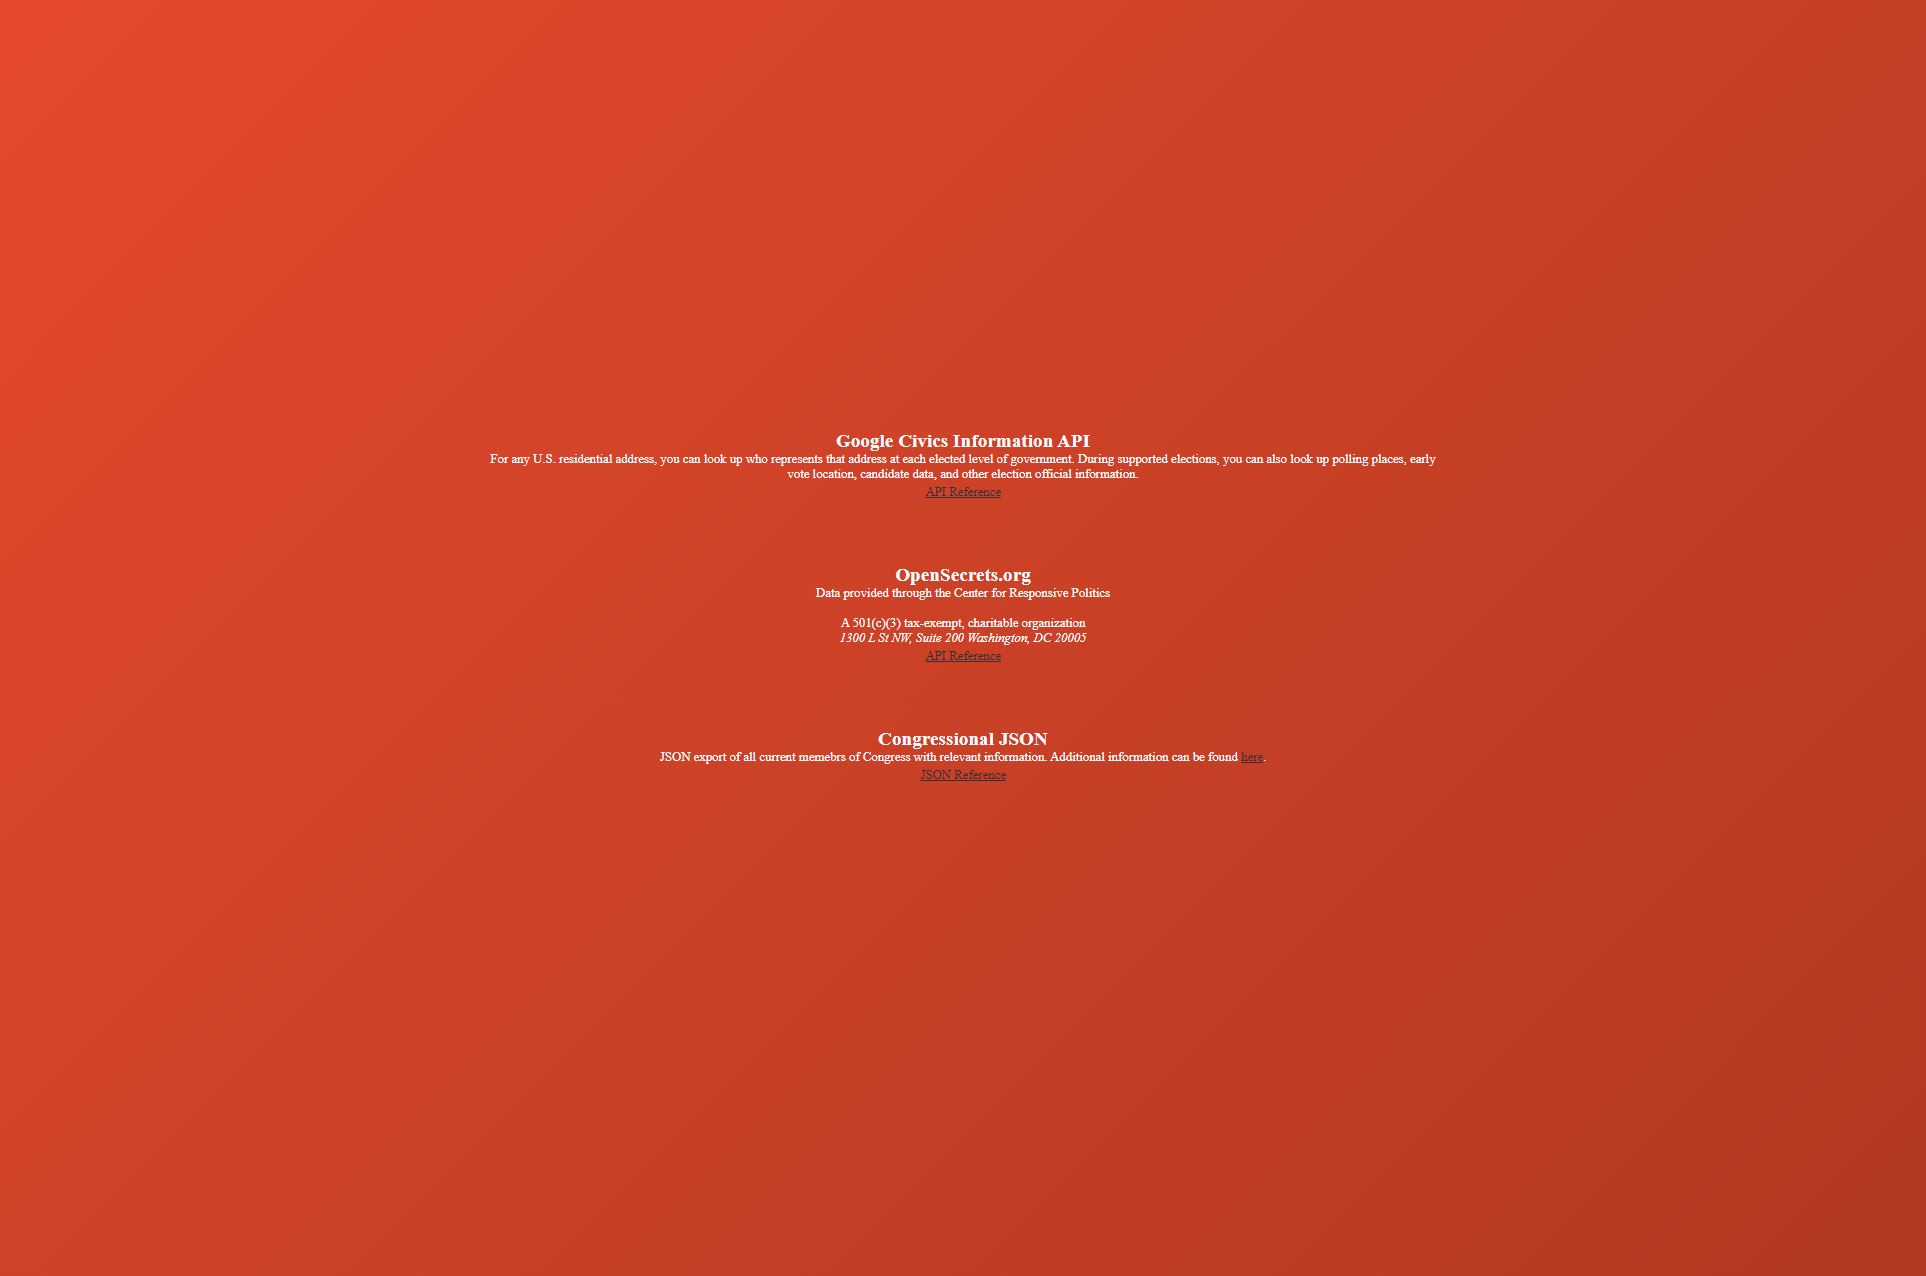 Google Civics Information API
For any U.S. residential address, you can look up who represents that address at each elected level of government. During supported elections, you can also look up polling places, early
vote location, candidate data, and other election official information.
API Reference
OpenSecrets.org
Data provided through the Center for Responsive Politics
A 501(c)(3) tax-exempt, charitable organization
1300 L St NW, Suite 200 Washington, DC 20005
API Reference
Congressional JSON
JSON export of all current memebrs of Congress with relevant information. Additional information can be found here.
JSON Reference